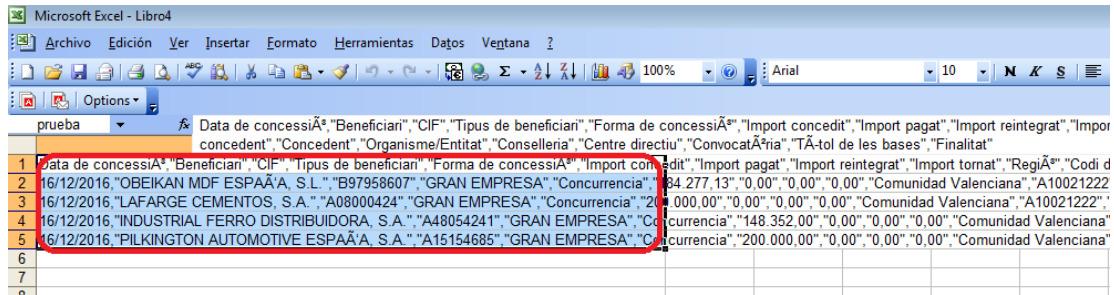 Microsoft Excel - Libro4
Archivo Edición Ver Insertar Formato Herramientas Datos Ventana ?
100% Arial 10 N K S
Options
prueba fx Data de concessiÃ³,"Beneficiari","CIF","Tipus de beneficiari","Forma de concessiÃ³","Import concedit","Import pagat","Import reintegrat","Impor
concedent","Concedent","Organisme/Entitat","Conselleria","Centre directiu","ConvocatÃ²ria","TÃ­tol de les bases","Finalitat"
1 Data de concessiÃ³,"Beneficiari","CIF","Tipus de beneficiari","Forma de concessiÃ³","Import concedit","Import pagat","Import reintegrat","Import tornat","RegiÃ³","Codi d
2 16/12/2016,"OBEIKAN MDF ESPAÃ'A, S.L.","B97958607","GRAN EMPRESA","Concurrencia"," 84.277,13","0,00","0,00","0,00","Comunidad Valenciana","A10021222
3 16/12/2016,"LAFARGE CEMENTOS, S.A.","A08000424","GRAN EMPRESA","Concurrencia","20 .000,00","0,00","0,00","0,00","Comunidad Valenciana","A10021222",
4 16/12/2016,"INDUSTRIAL FERRO DISTRIBUIDORA, S.A.","A48054241","GRAN EMPRESA","Concurrencia","148.352,00","0,00","0,00","0,00","Comunidad Valenciana"
5 16/12/2016,"PILKINGTON AUTOMOTIVE ESPAÃ'A, S.A.","A15154685","GRAN EMPRESA","Concurrencia","200.000,00","0,00","0,00","0,00","Comunidad Valenciana"
6
7